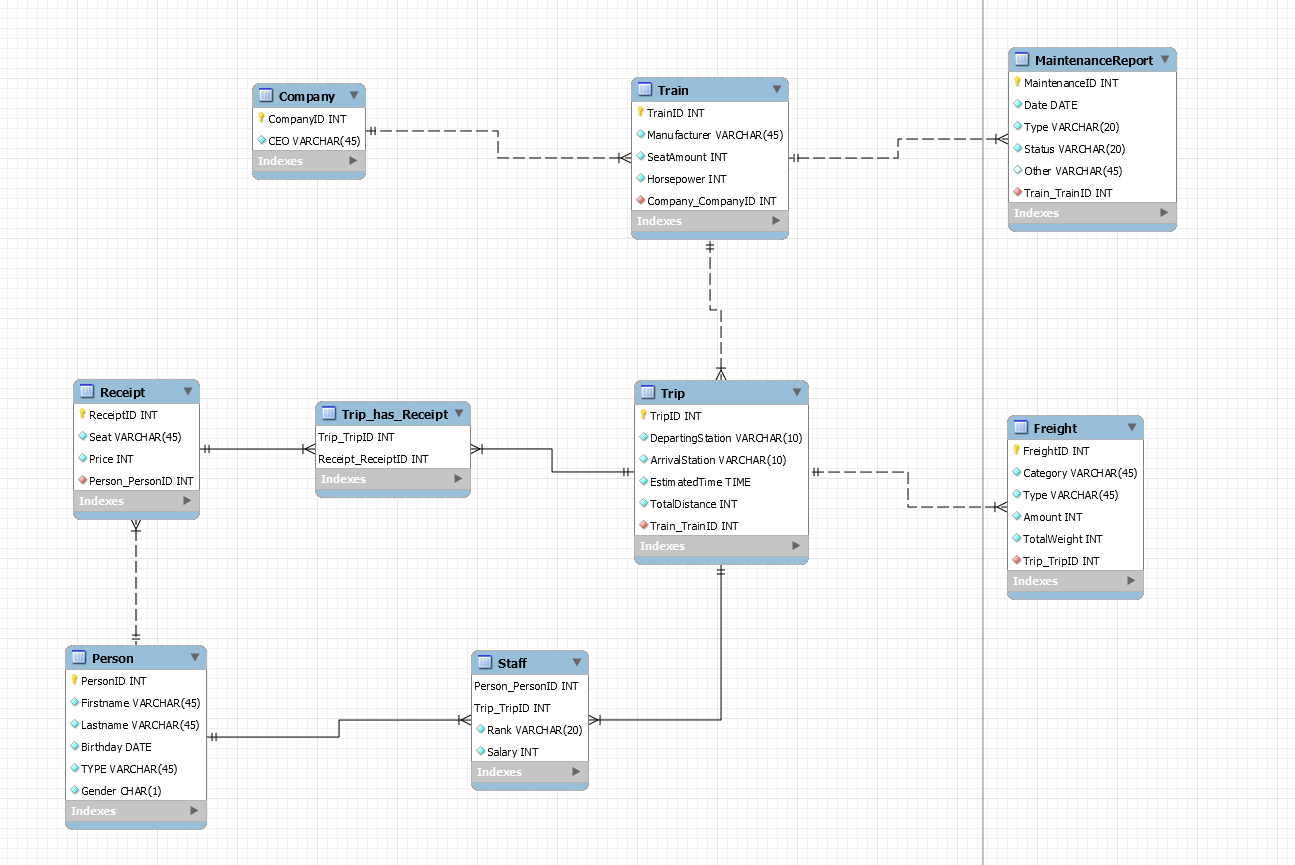 Company
CompanyID INT
CEO VARCHAR(45)
Indexes
Train
TrainID INT
Manufacturer VARCHAR(45)
SeatAmount INT
Horsepower INT
Company_CompanyID INT
Indexes
MaintenanceReport
MaintenanceID INT
Date DATE
Type VARCHAR(20)
Status VARCHAR(20)
Other VARCHAR(45)
Train_TrainID INT
Indexes
Receipt
ReceiptID INT
Seat VARCHAR(45)
Price INT
Person_PersonID INT
Indexes
Trip_has_Receipt
Trip_TripID INT
Receipt_ReceiptID INT
Indexes
Trip
TripID INT
DepartingStation VARCHAR(10)
ArrivalStation VARCHAR(10)
EstimatedTime TIME
TotalDistance INT
Train_TrainID INT
Indexes
Freight
FreightID INT
Category VARCHAR(45)
Type VARCHAR(45)
Amount INT
TotalWeight INT
Trip_TripID INT
Indexes
Person
PersonID INT
Firstname VARCHAR(45)
Lastname VARCHAR(45)
Birthday DATE
TYPE VARCHAR(45)
Gender CHAR(1)
Indexes
Staff
Person_PersonID INT
Trip_TripID INT
Rank VARCHAR(20)
Salary INT
Indexes